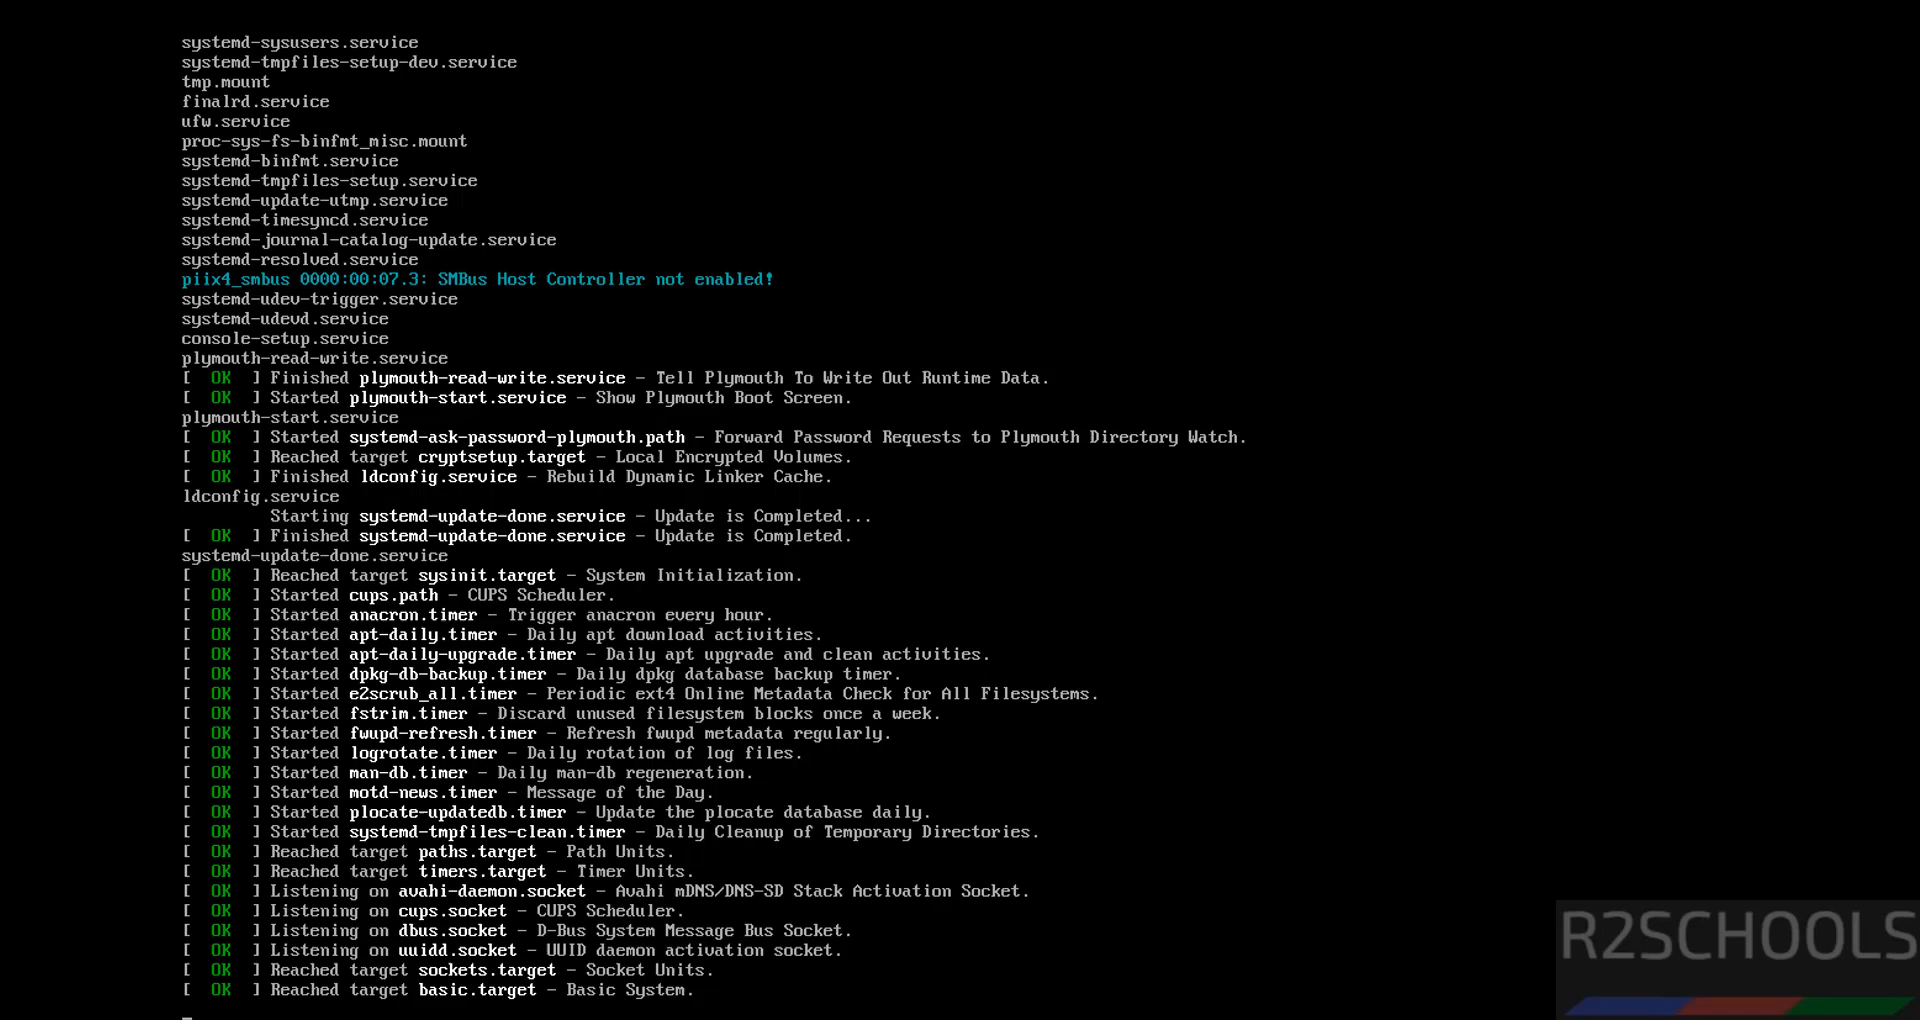 systemd-sysusers.service
systemd-tmpfiles-setup-dev.service
tmp.mount
finalrd.service
ufw.service
proc-sys-fs-binfmt_misc.mount
systemd-binfmt.service
systemd-tmpfiles-setup.service
systemd-update-utmp.service
systemd-timesyncd.service
systemd-journal-catalog-update.service
systemd-resolved.service
piix4_smbus 0000:00:07.3: SMBus Host Controller not enabled!
systemd-udev-trigger.service
systemd-udevd.service
console-setup.service
plymouth-read-write.service
[  OK  ] Finished plymouth-read-write.service - Tell Plymouth To Write Out Runtime Data.
[  OK  ] Started plymouth-start.service - Show Plymouth Boot Screen.
plymouth-start.service
[  OK  ] Started systemd-ask-password-plymouth.path - Forward Password Requests to Plymouth Directory Watch.
[  OK  ] Reached target cryptsetup.target - Local Encrypted Volumes.
[  OK  ] Finished ldconfig.service - Rebuild Dynamic Linker Cache.
ldconfig.service
         Starting systemd-update-done.service - Update is Completed...
[  OK  ] Finished systemd-update-done.service - Update is Completed.
systemd-update-done.service
[  OK  ] Reached target sysinit.target - System Initialization.
[  OK  ] Started cups.path - CUPS Scheduler.
[  OK  ] Started anacron.timer - Trigger anacron every hour.
[  OK  ] Started apt-daily.timer - Daily apt download activities.
[  OK  ] Started apt-daily-upgrade.timer - Daily apt upgrade and clean activities.
[  OK  ] Started dpkg-db-backup.timer - Daily dpkg database backup timer.
[  OK  ] Started e2scrub_all.timer - Periodic ext4 Online Metadata Check for All Filesystems.
[  OK  ] Started fstrim.timer - Discard unused filesystem blocks once a week.
[  OK  ] Started fwupd-refresh.timer - Refresh fwupd metadata regularly.
[  OK  ] Started logrotate.timer - Daily rotation of log files.
[  OK  ] Started man-db.timer - Daily man-db regeneration.
[  OK  ] Started motd-news.timer - Message of the Day.
[  OK  ] Started plocate-updatedb.timer - Update the plocate database daily.
[  OK  ] Started systemd-tmpfiles-clean.timer - Daily Cleanup of Temporary Directories.
[  OK  ] Reached target paths.target - Path Units.
[  OK  ] Reached target timers.target - Timer Units.
[  OK  ] Listening on avahi-daemon.socket - Avahi mDNS/DNS-SD Stack Activation Socket.
[  OK  ] Listening on cups.socket - CUPS Scheduler.
[  OK  ] Listening on dbus.socket - D-Bus System Message Bus Socket.
[  OK  ] Listening on uuidd.socket - UUID daemon activation socket.
[  OK  ] Reached target sockets.target - Socket Units.
[  OK  ] Reached target basic.target - Basic System.
R2SCHOOLS